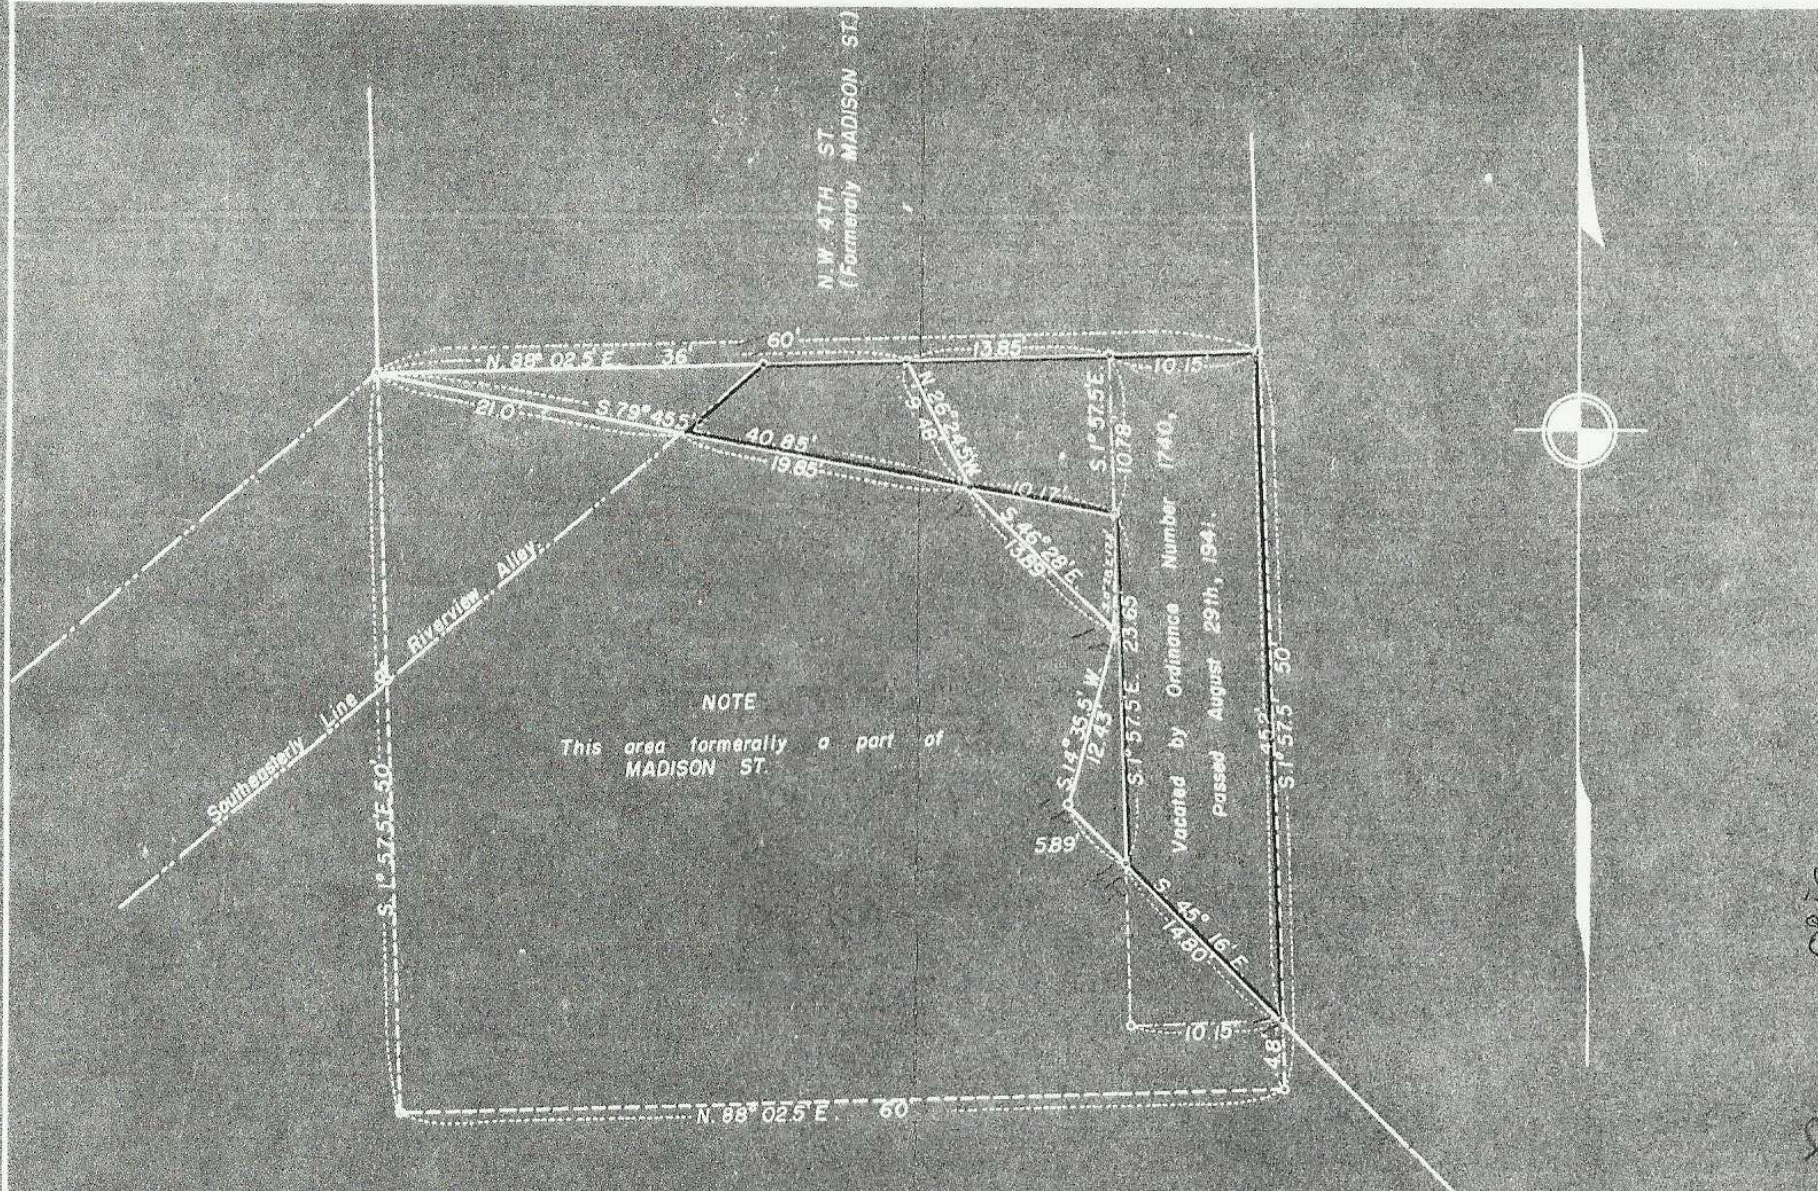 N.W. 4TH ST.
(Formerly MADISON ST)
60'
N. 88° 02.5' E. 36'
13.85'
10.15'
21.0'
S. 79° 45.5'
40.85'
19.85'
N. 26° 24.5' W.
9.48
10.17'
S. 1° 57.5' E.
10.78'
S. 46° 28' E.
13.89'
S. 1° 57.5' E. 23.65
S. 14° 35.5' W.
12.43'
5.89'
S. 45° 16' E.
14.80'
Vacated by Ordinance Number 1740,
Passed August 29th, 1941.
45.2'
S. 1° 57.5' 50'
10.15'
4.8'
Southeasterly Line of Riverview Alley.
S. 1° 57.5' E. 50'
NOTE
This area formerally a part of
MADISON ST.
N. 88° 02.5' E. 60'